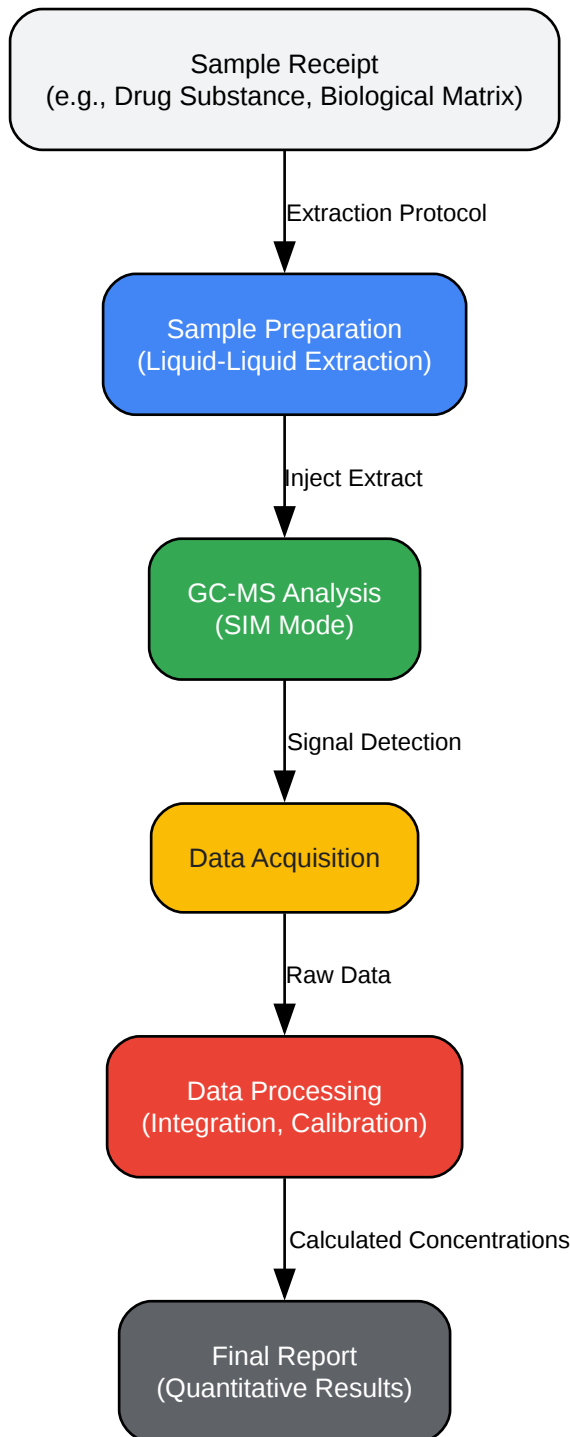 Sample Receipt
(e.g., Drug Substance, Biological Matrix)
Extraction Protocol
Sample Preparation
(Liquid-Liquid Extraction)
Inject Extract
GC-MS Analysis
(SIM Mode)
Signal Detection
Data Acquisition
Raw Data
Data Processing
(Integration, Calibration)
Calculated Concentrations
Final Report
(Quantitative Results)